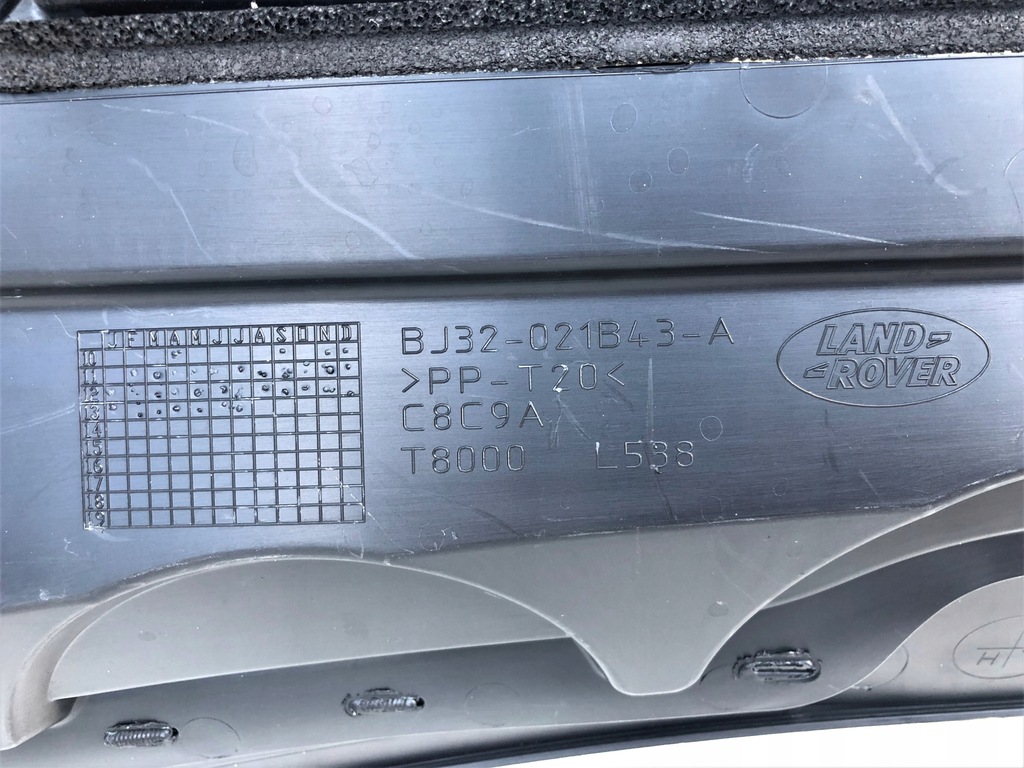 J F M A M J J A S O N D
10
11
12
13
14
15
16
17
18
19
BJ32-021B43-A
>PP-T20<
C8C9A
T8000 L538
LAND
ROVER
H